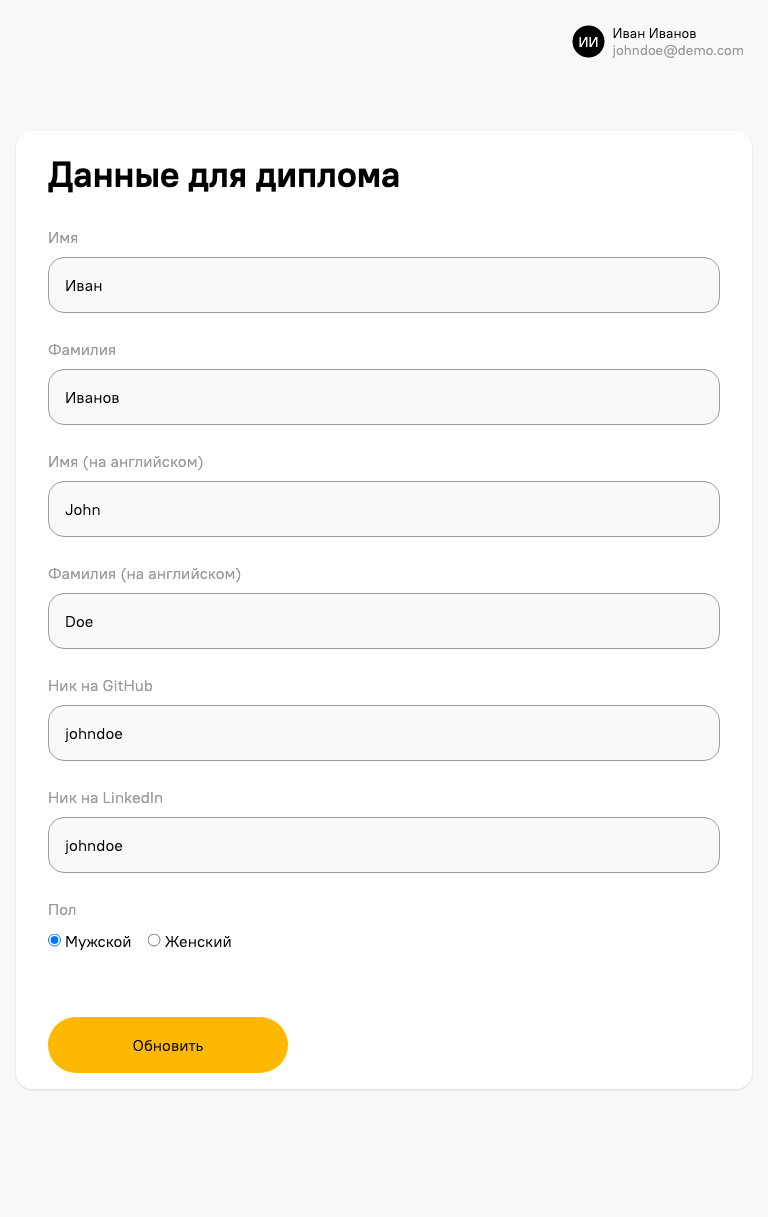 ИИ
Иван Иванов
johndoe@demo.com
Данные для диплома
Имя
Иван
Фамилия
Иванов
Имя (на английском)
John
Фамилия (на английском)
Doe
Ник на GitHub
johndoe
Ник на LinkedIn
johndoe
Пол
Мужской Женский
Обновить